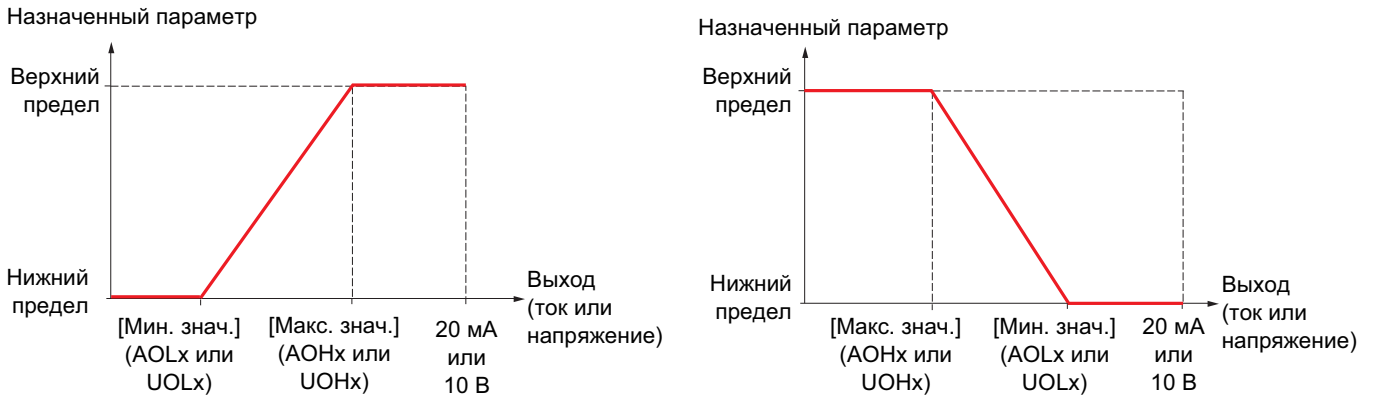 Назначенный параметр
Верхний
предел
Нижний
предел
[Мин. знач.]
(AOLx или
UOLx)
[Макс. знач.]
(AOHx или
UOHx)
20 мА
или
10 В
Выход
(ток или
напряжение)
Назначенный параметр
Верхний
предел
Нижний
предел
[Макс. знач.]
(AOHx или
UOHx)
[Мин. знач.]
(AOLx или
UOLx)
20 мА
или
10 В
Выход
(ток или
напряжение)